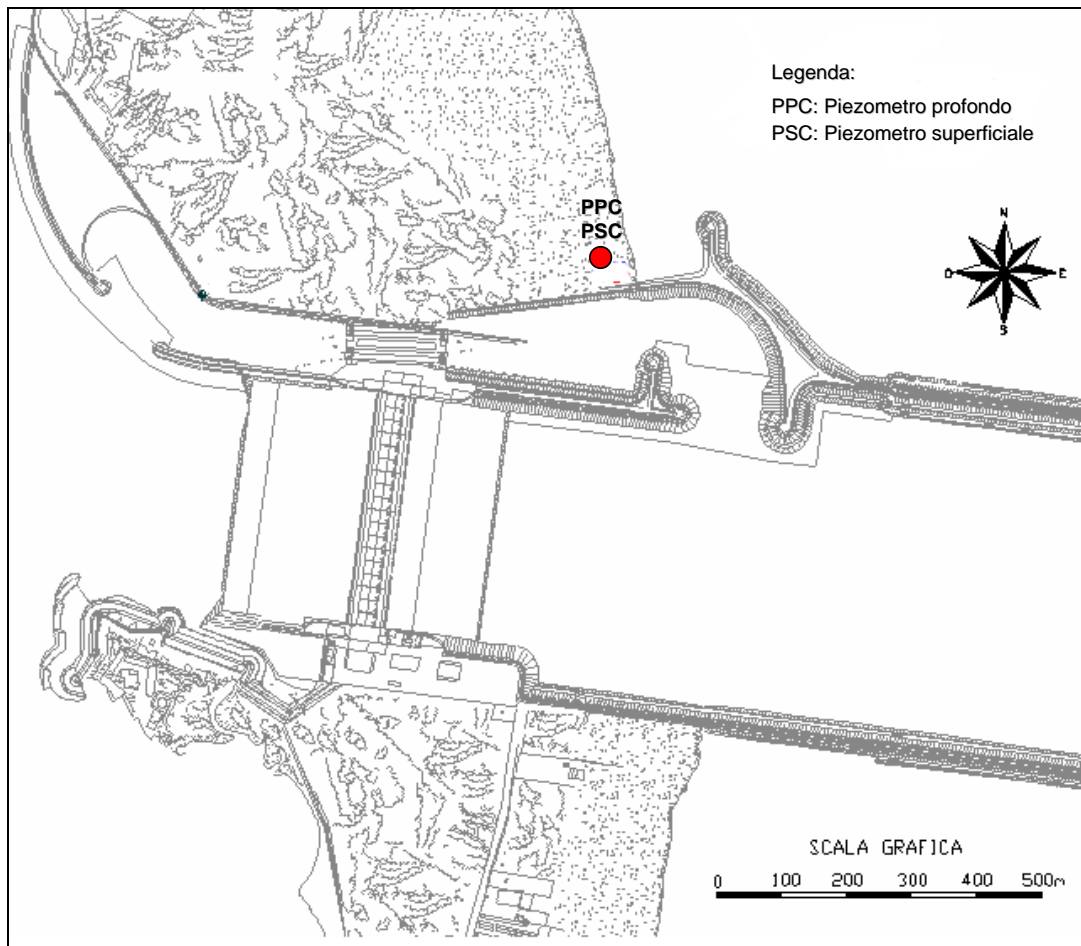 Legenda:
PPC: Piezometro profondo
PSC: Piezometro superficiale
PPC
PSC
N
O E
S
SCALA GRAFICA
0 100 200 300 400 500m